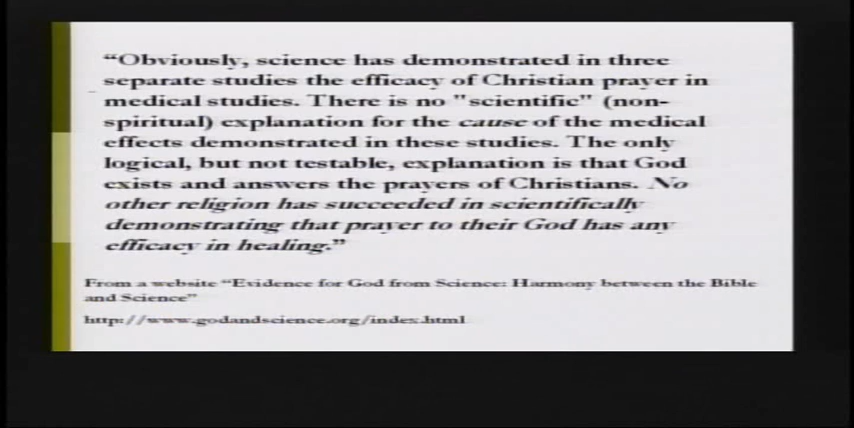 “Obviously, science has demonstrated in three
separate studies the efficacy of Christian prayer in
medical studies. There is no "scientific" (non-
spiritual) explanation for the cause of the medical
effects demonstrated in these studies. The only
logical, but not testable, explanation is that God
exists and answers the prayers of Christians. No
other religion has succeeded in scientifically
demonstrating that prayer to their God has any
efficacy in healing.”
From a website “Evidence for God from Science: Harmony between the Bible
and Science”
http://www.godandscience.org/index.html